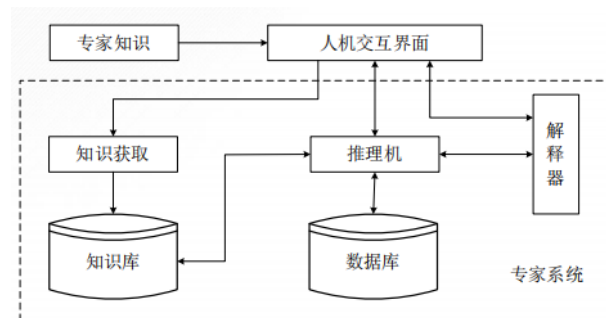 专家知识
人机交互界面
知识获取
推理机
解释器
知识库
数据库
专家系统